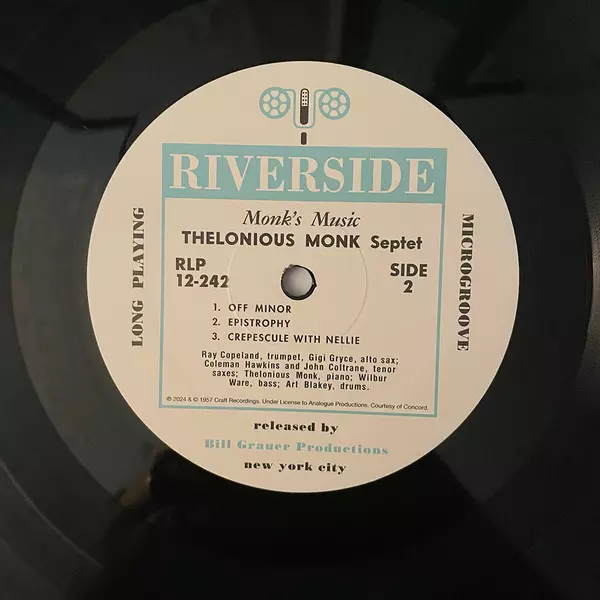 RIVERSIDE
Monk's Music
THELONIOUS MONK Septet
RLP
12-242
SIDE
2
LONG PLAYING
MICROGROOVE
1. OFF MINOR
2. EPISTROPHY
3. CREPESCULE WITH NELLIE
Ray Copeland, trumpet, Gigi Gryce, alto sax;
Coleman Hawkins and John Coltrane, tenor
saxes; Thelonious Monk, piano; Wilbur
Ware, bass; Art Blakey, drums.
℗ 2024 & © 1957 Craft Recordings. Under License to Analogue Productions. Courtesy of Concord.
released by
Bill Grauer Productions
new york city